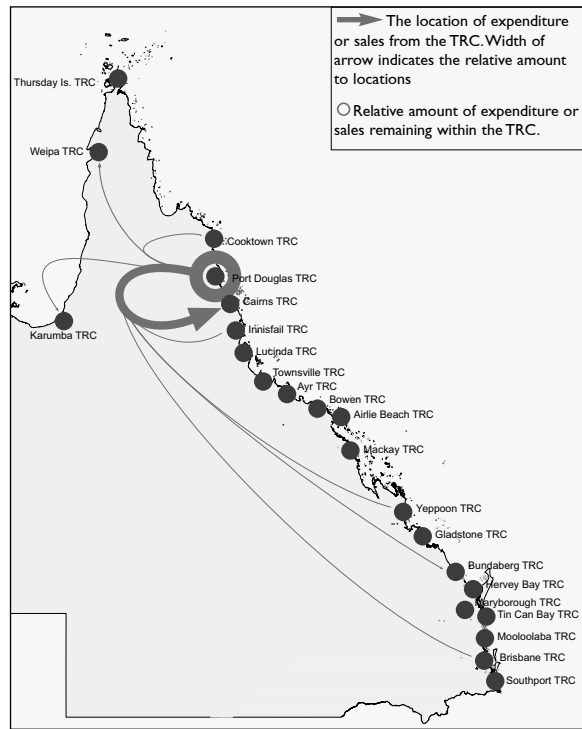 The location of expenditure
or sales from the TRC. Width of
arrow indicates the relative amount
to locations
Relative amount of expenditure or
sales remaining within the TRC.
Thursday Is. TRC
Weipa TRC
Cooktown TRC
Port Douglas TRC
Cairns TRC
Karumba TRC
Innisfail TRC
Lucinda TRC
Townsville TRC
Ayr TRC
Bowen TRC
Airlie Beach TRC
Mackay TRC
Yeppoon TRC
Gladstone TRC
Bundaberg TRC
Hervey Bay TRC
aryborough TRC
Tin Can Bay TRC
Mooloolaba TRC
Brisbane TRC
Southport TRC